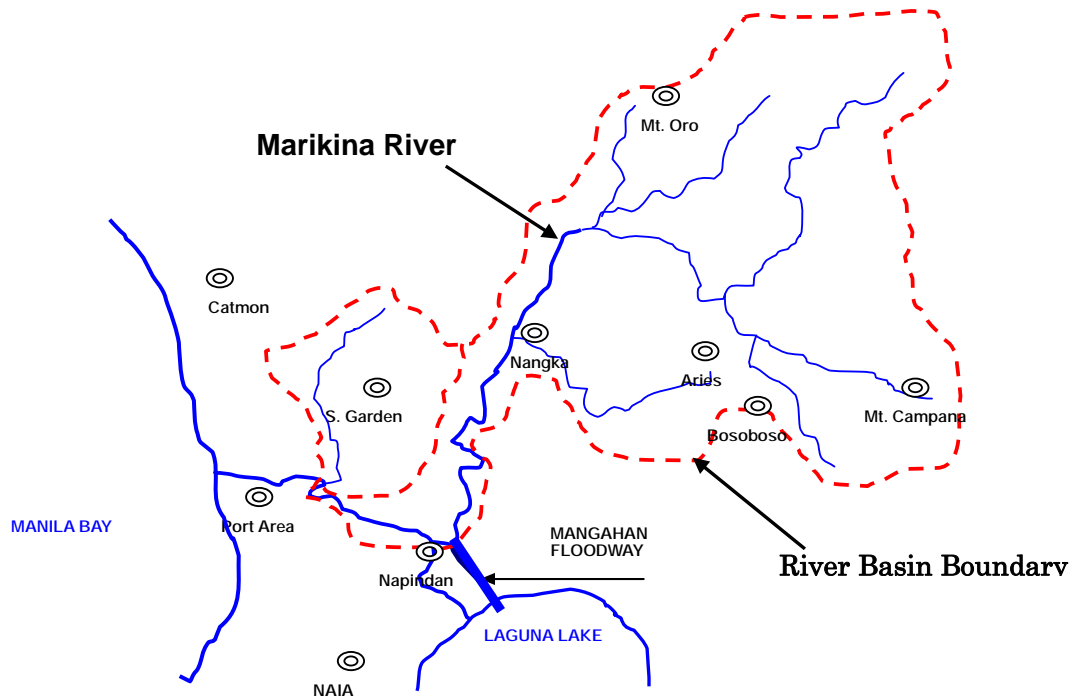 Mt. Oro
Marikina River
Catmon
Nangka
Aries
S. Garden
Mt. Campana
Bosoboso
Port Area
MANILA BAY
MANGAHAN
FLOODWAY
River Basin Boundary
Napindan
LAGUNA LAKE
NAIA